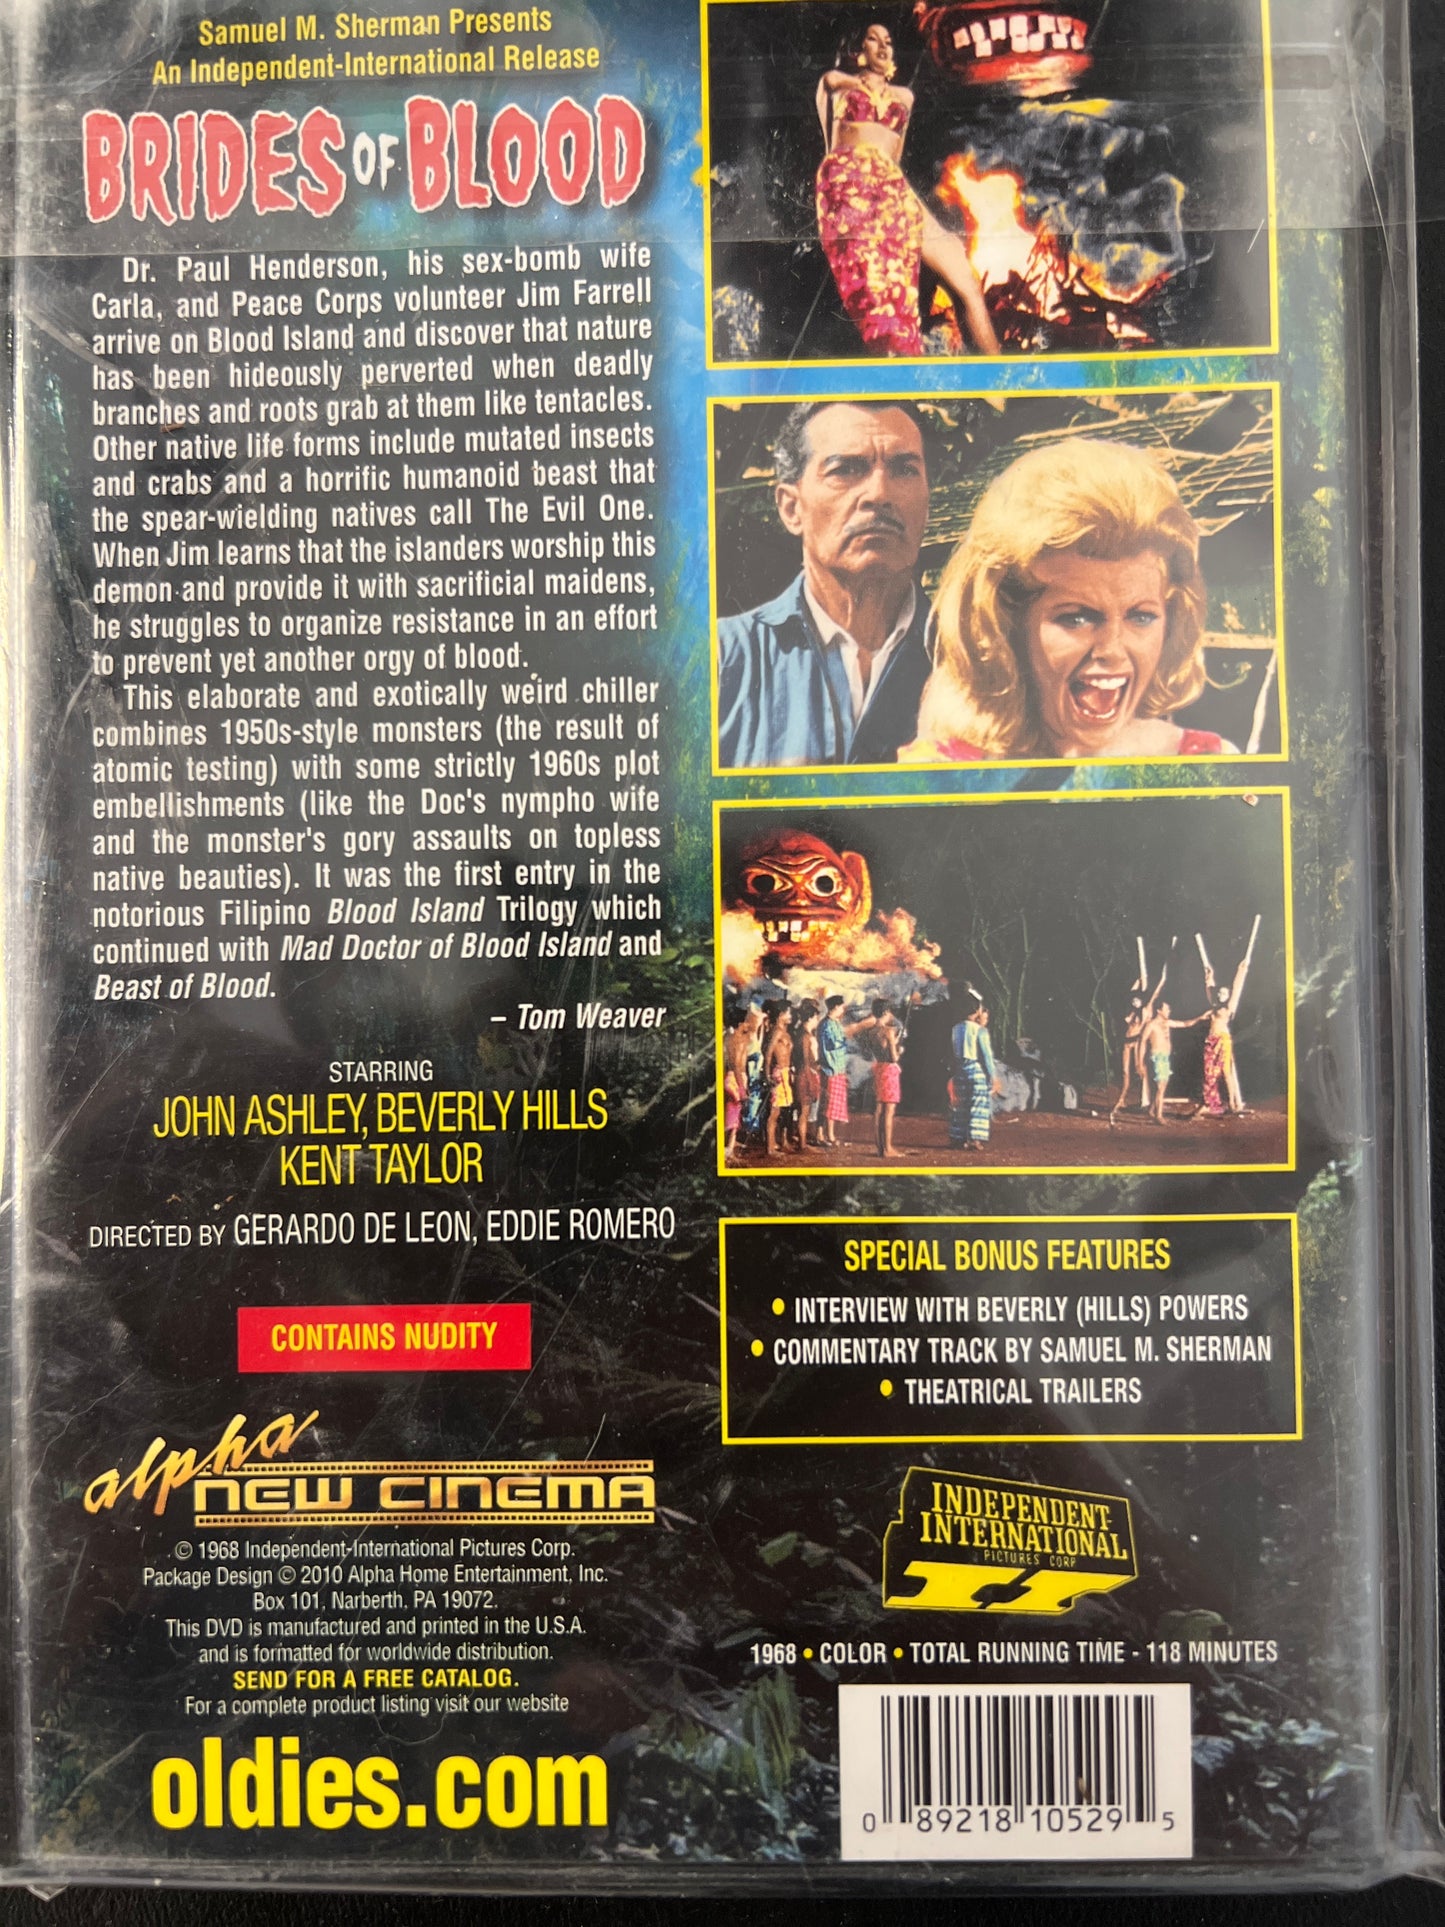 Samuel M. Sherman Presents
An Independent-International Release
BRIDES OF BLOOD
Dr. Paul Henderson, his sex-bomb wife
Carla, and Peace Corps volunteer Jim Farrell
arrive on Blood Island and discover that nature
has been hideously perverted when deadly
branches and roots grab at them like tentacles.
Other native life forms include mutated insects
and crabs and a horrific humanoid beast that
the spear-wielding natives call The Evil One.
When Jim learns that the islanders worship this
demon and provide it with sacrificial maidens,
he struggles to organize resistance in an effort
to prevent yet another orgy of blood.
This elaborate and exotically weird chiller
combines 1950s-style monsters (the result of
atomic testing) with some strictly 1960s plot
embellishments (like the Doc's nympho wife
and the monster's gory assaults on topless
native beauties). It was the first entry in the
notorious Filipino Blood Island Trilogy which
continued with Mad Doctor of Blood Island and
Beast of Blood.
– Tom Weaver
STARRING
JOHN ASHLEY, BEVERLY HILLS
KENT TAYLOR
DIRECTED BY GERARDO DE LEON, EDDIE ROMERO
CONTAINS NUDITY
alpha
NEW CINEMA
© 1968 Independent-International Pictures Corp.
Package Design © 2010 Alpha Home Entertainment, Inc.
Box 101, Narberth, PA 19072.
This DVD is manufactured and printed in the U.S.A.
and is formatted for worldwide distribution.
SEND FOR A FREE CATALOG.
For a complete product listing visit our website
oldies.com
SPECIAL BONUS FEATURES
• INTERVIEW WITH BEVERLY (HILLS) POWERS
• COMMENTARY TRACK BY SAMUEL M. SHERMAN
• THEATRICAL TRAILERS
INDEPENDENT-
INTERNATIONAL
PICTURES CORP
1968 • COLOR • TOTAL RUNNING TIME - 118 MINUTES
0 89218 10529 5